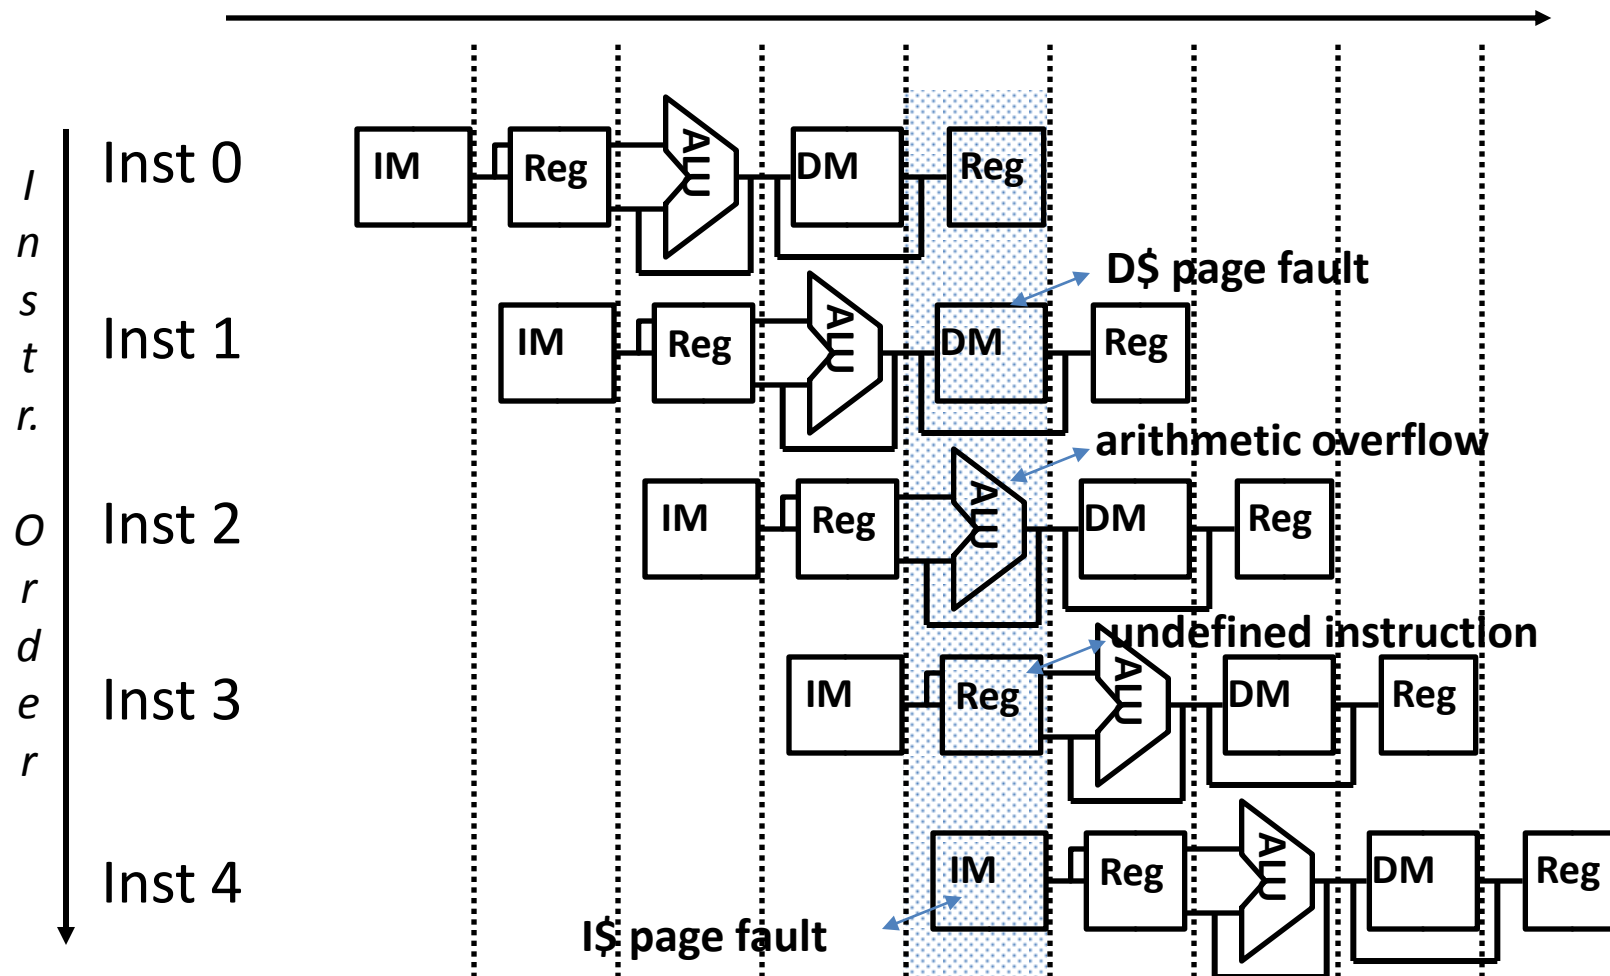 Instr. Order
Inst 0
IM
Reg
ALU
DM
Reg
D$ page fault
Inst 1
IM
Reg
ALU
DM
Reg
arithmetic overflow
Inst 2
IM
Reg
ALU
DM
Reg
undefined instruction
Inst 3
IM
Reg
ALU
DM
Reg
Inst 4
IM
Reg
ALU
DM
Reg
I$ page fault